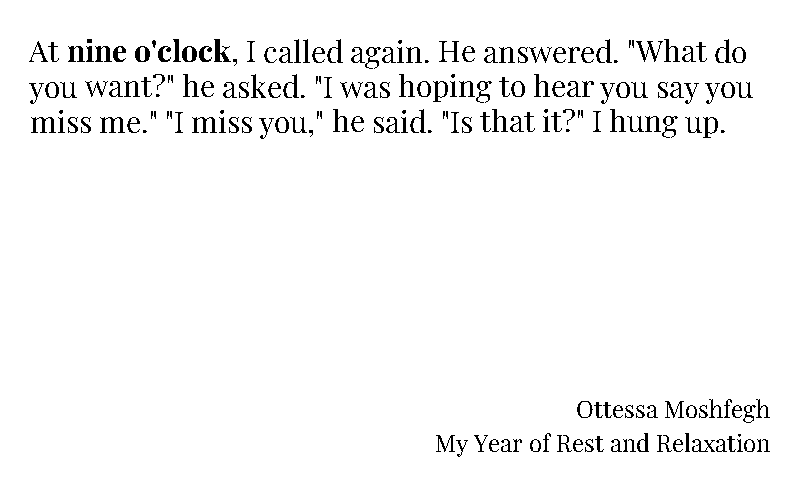 At nine o'clock, I called again. He answered. "What do
you want?" he asked. "I was hoping to hear you say you
miss me." "I miss you," he said. "Is that it?" I hung up.
Ottessa Moshfegh
My Year of Rest and Relaxation